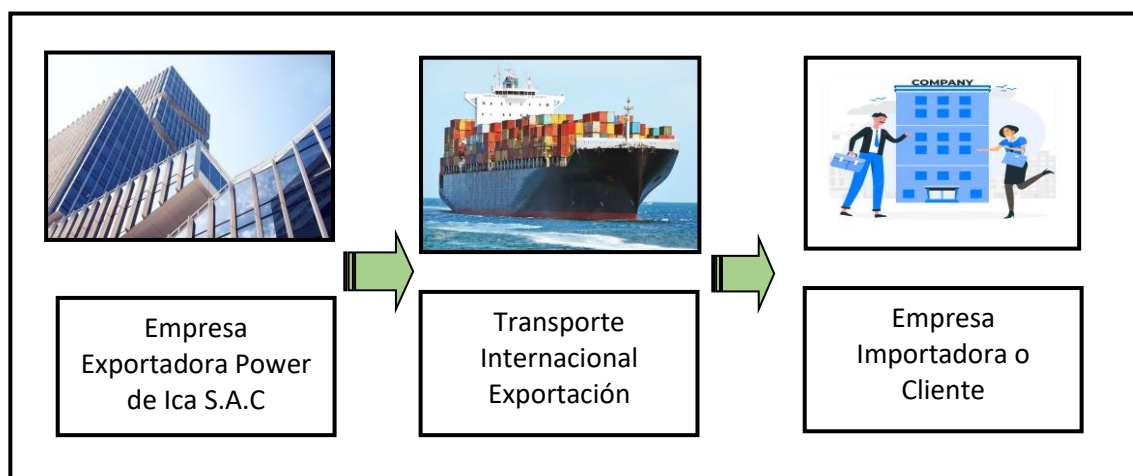 COMPANY
Empresa
Exportadora Power
de Ica S.A.C
Transporte
Internacional
Exportación
Empresa
Importadora o
Cliente